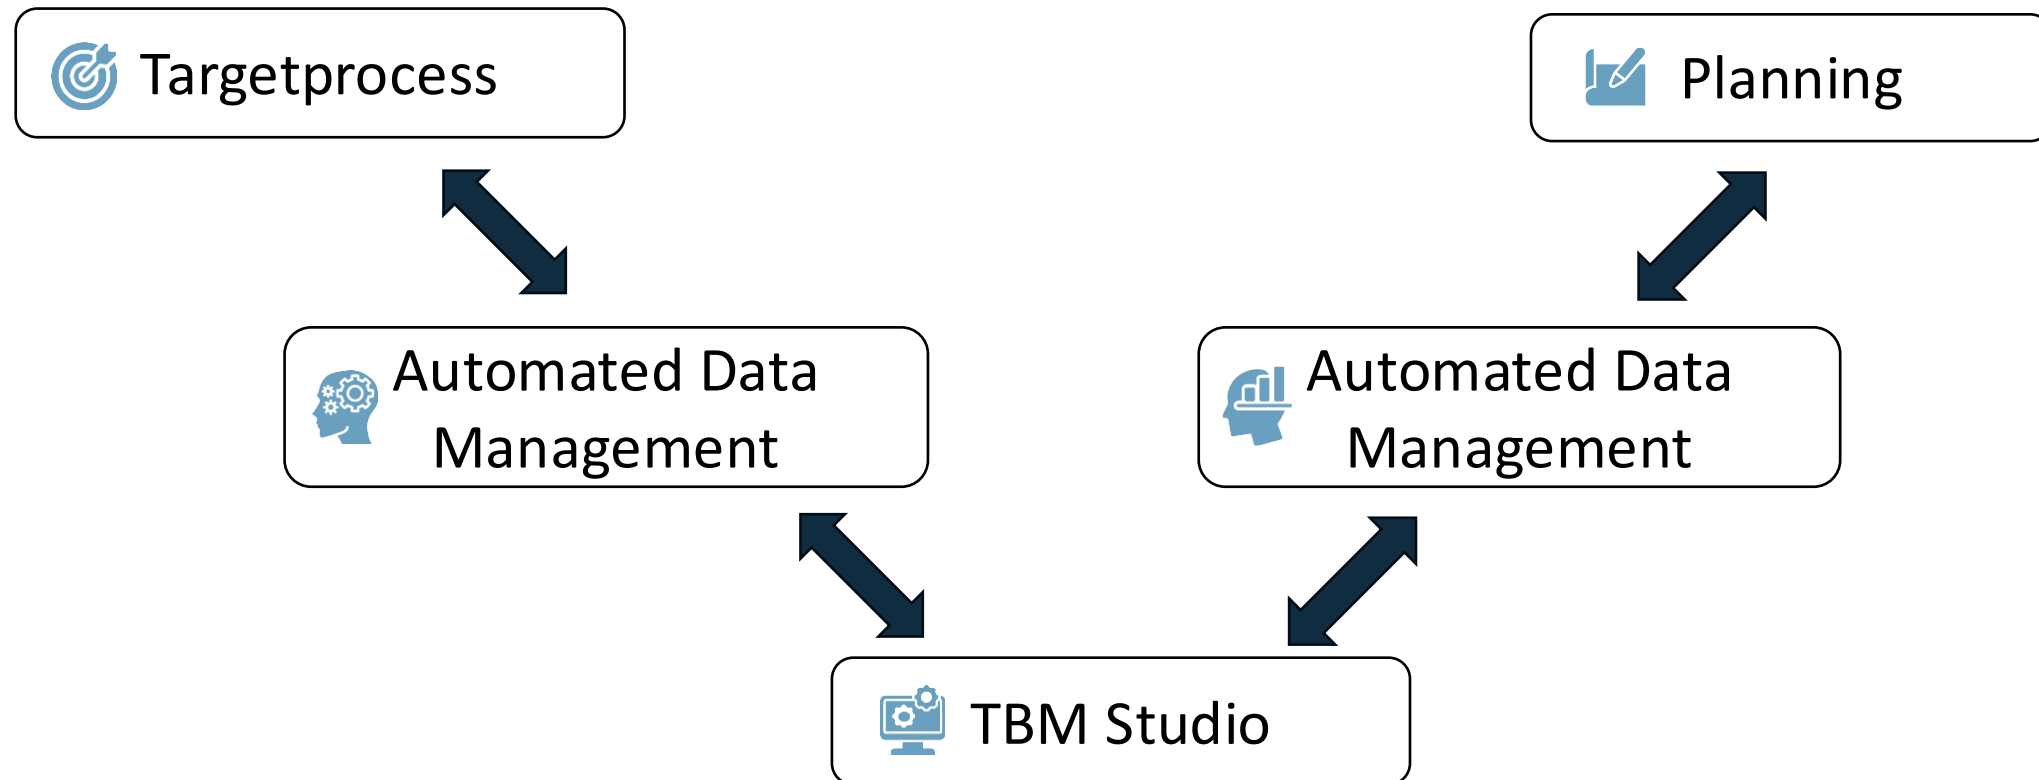 Targetprocess
Planning
Automated Data
Management
Automated Data
Management
TBM Studio